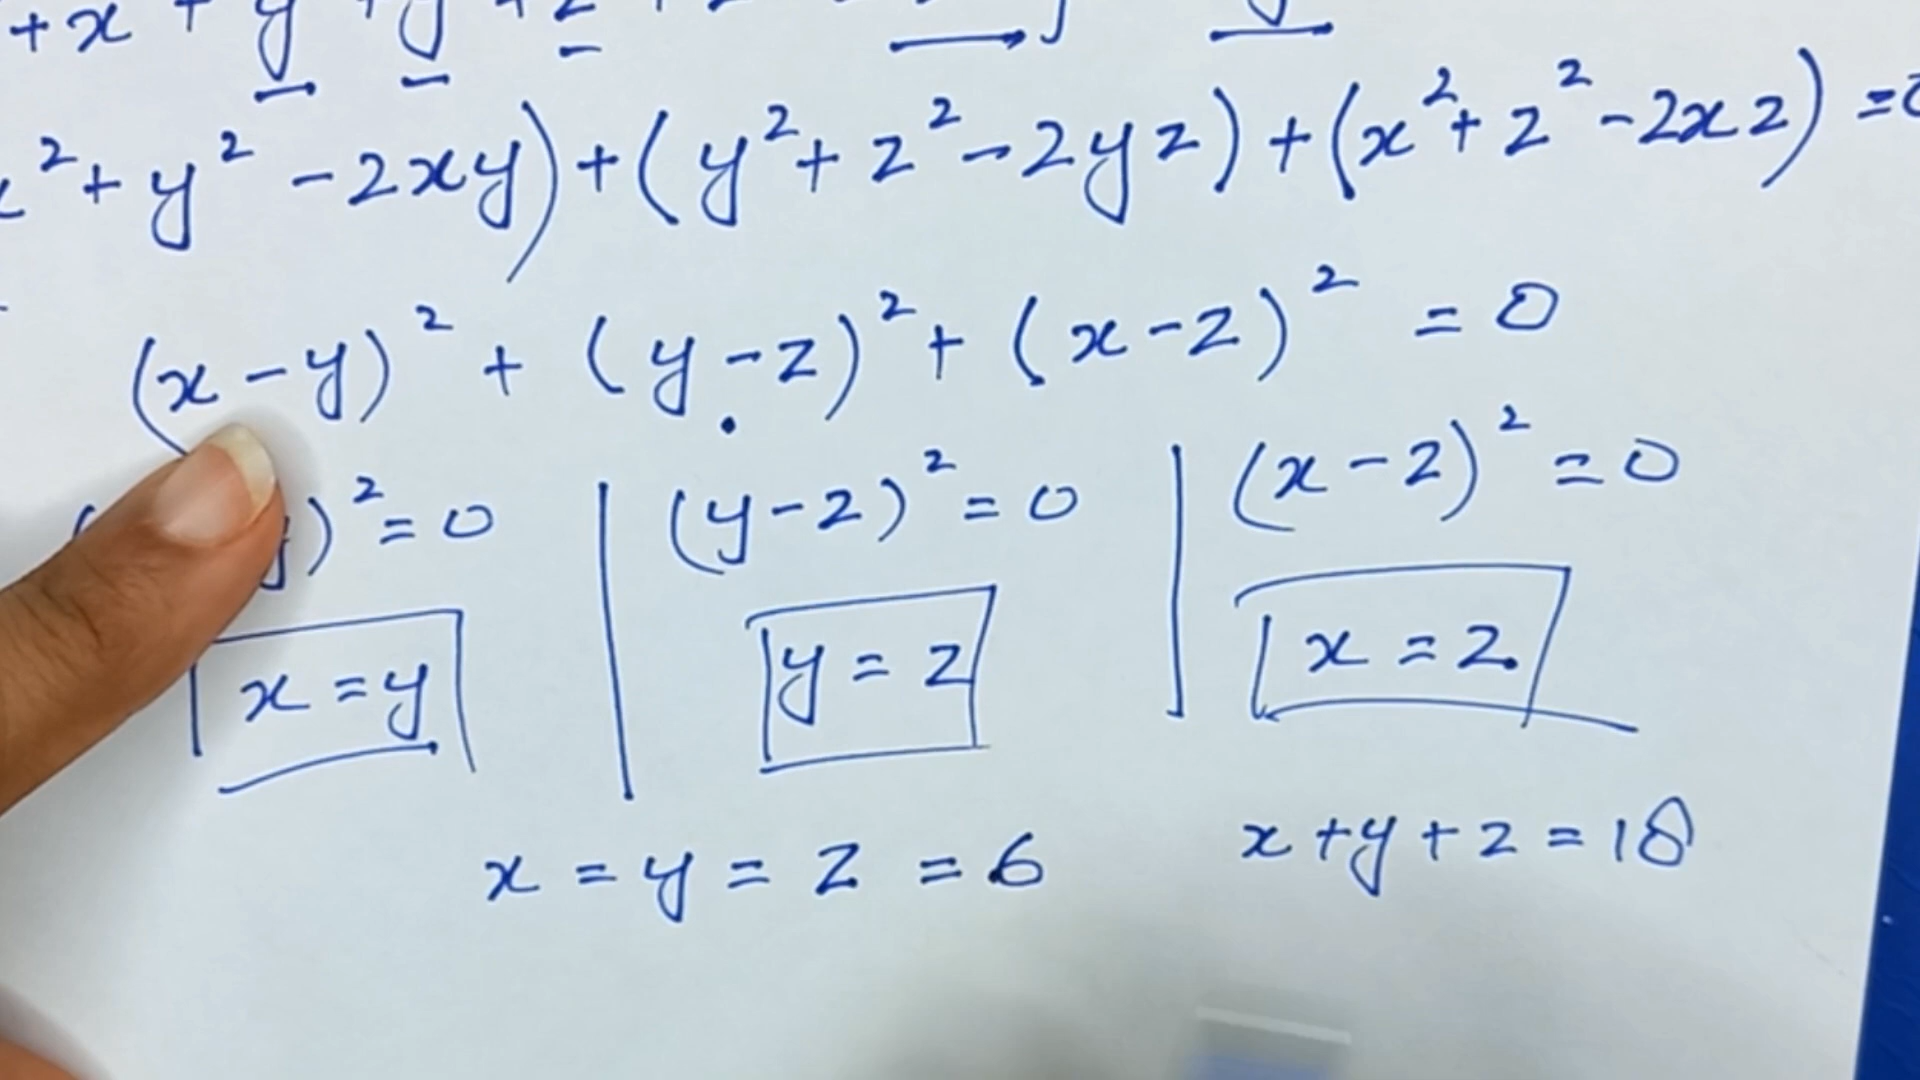 +x + y + y + z
x²+y²-2xy)+(y²+z²-2yz)+(x²+z²-2xz)=0
(x-y)²+(y-z)²+(x-z)²=0
y)²=0 | (y-z)²=0 | (x-z)²=0
x=y y=z x=z
x=y=z=6 x+y+z=18